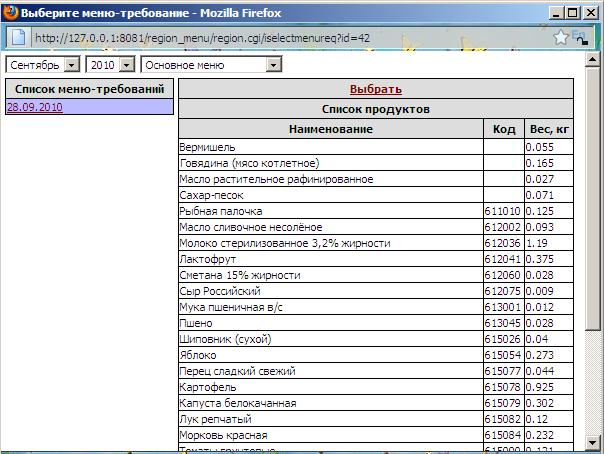 Выберите меню-требование - Mozilla Firefox
http://127.0.0.1:8081/region_menu/region.cgi/iselectmenureq?id=42
Сентябрь 2010 Основное меню
Список меню-требований
28.09.2010
Выбрать
Список продуктов
Наименование Код Вес, кг
Вермишель 0.055
Говядина (мясо котлетное) 0.165
Масло растительное рафинированное 0.027
Сахар-песок 0.071
Рыбная палочка 611010 0.125
Масло сливочное несолёное 612002 0.093
Молоко стерилизованное 3,2% жирности 612036 1.19
Лактофрут 612041 0.375
Сметана 15% жирности 612060 0.028
Сыр Российский 612075 0.009
Мука пшеничная в/с 613001 0.012
Пшено 613045 0.028
Шиповник (сухой) 615026 0.04
Яблоко 615054 0.273
Перец сладкий свежий 615077 0.044
Картофель 615078 0.925
Капуста белокачанная 615079 0.302
Лук репчатый 615082 0.12
Морковь красная 615084 0.232